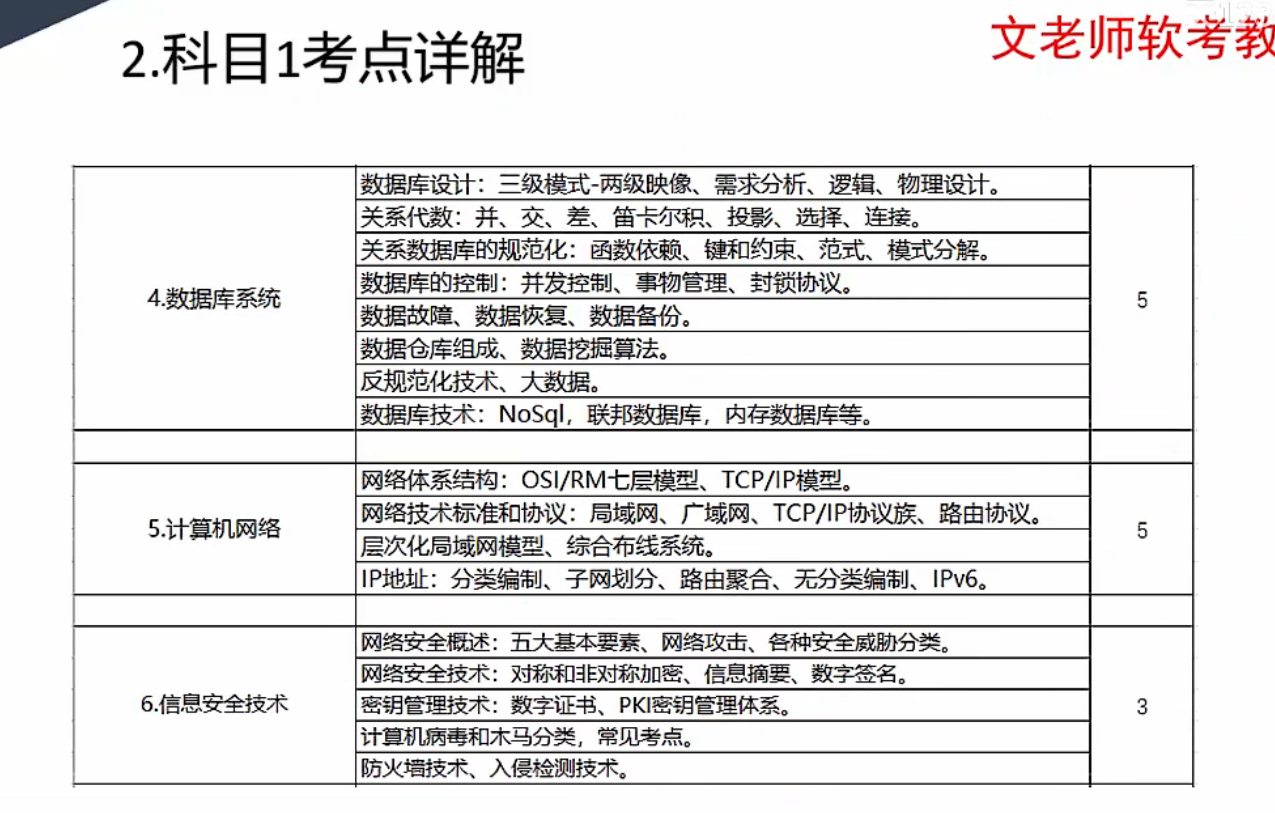 2.科目1考点详解
文老师软考教
4.数据库系统
数据库设计：三级模式-两级映像、需求分析、逻辑、物理设计。
关系代数：并、交、差、笛卡尔积、投影、选择、连接。
关系数据库的规范化：函数依赖、键和约束、范式、模式分解。
数据库的控制：并发控制、事物管理、封锁协议。
数据故障、数据恢复、数据备份。
数据仓库组成、数据挖掘算法。
反规范化技术、大数据。
数据库技术：NoSql，联邦数据库，内存数据库等。
5
5.计算机网络
网络体系结构：OSI/RM七层模型、TCP/IP模型。
网络技术标准和协议：局域网、广域网、TCP/IP协议族、路由协议。
层次化局域网模型、综合布线系统。
IP地址：分类编制、子网划分、路由聚合、无分类编制、IPv6。
5
6.信息安全技术
网络安全概述：五大基本要素、网络攻击、各种安全威胁分类。
网络安全技术：对称和非对称加密、信息摘要、数字签名。
密钥管理技术：数字证书、PKI密钥管理体系。
计算机病毒和木马分类，常见考点。
防火墙技术、入侵检测技术。
3